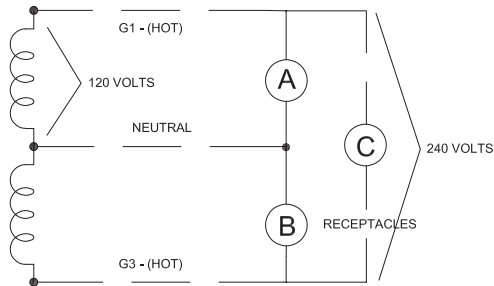 G1 - (HOT)
A
120 VOLTS
NEUTRAL
C
240 VOLTS
B
RECEPTACLES
G3 - (HOT)